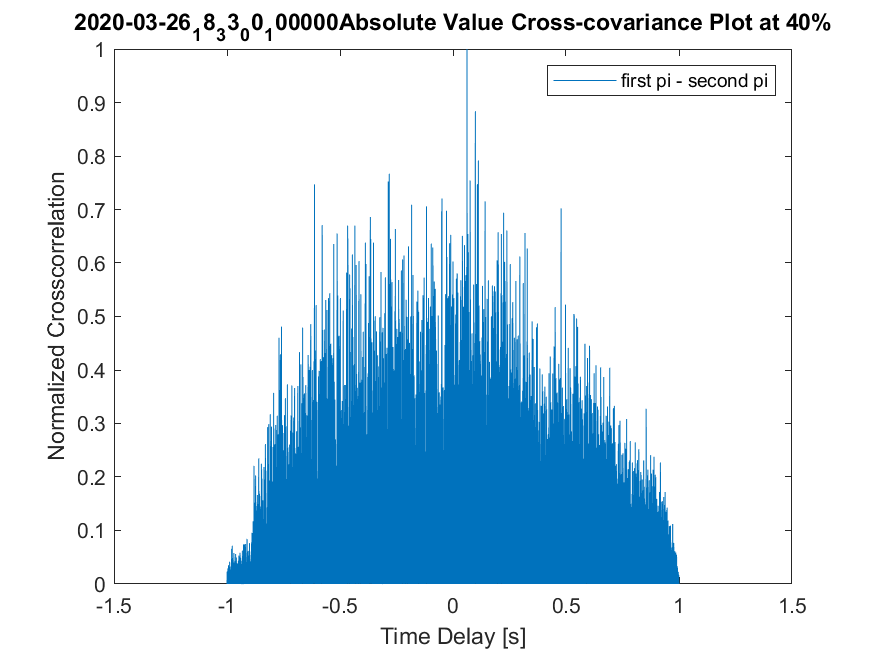 2020-03-26₁8₃3₀0₁00000Absolute Value Cross-covariance Plot at 40%
first pi - second pi
Normalized Crosscorrelation
1
0.9
0.8
0.7
0.6
0.5
0.4
0.3
0.2
0.1
0
-1.5 -1 -0.5 0 0.5 1 1.5
Time Delay [s]